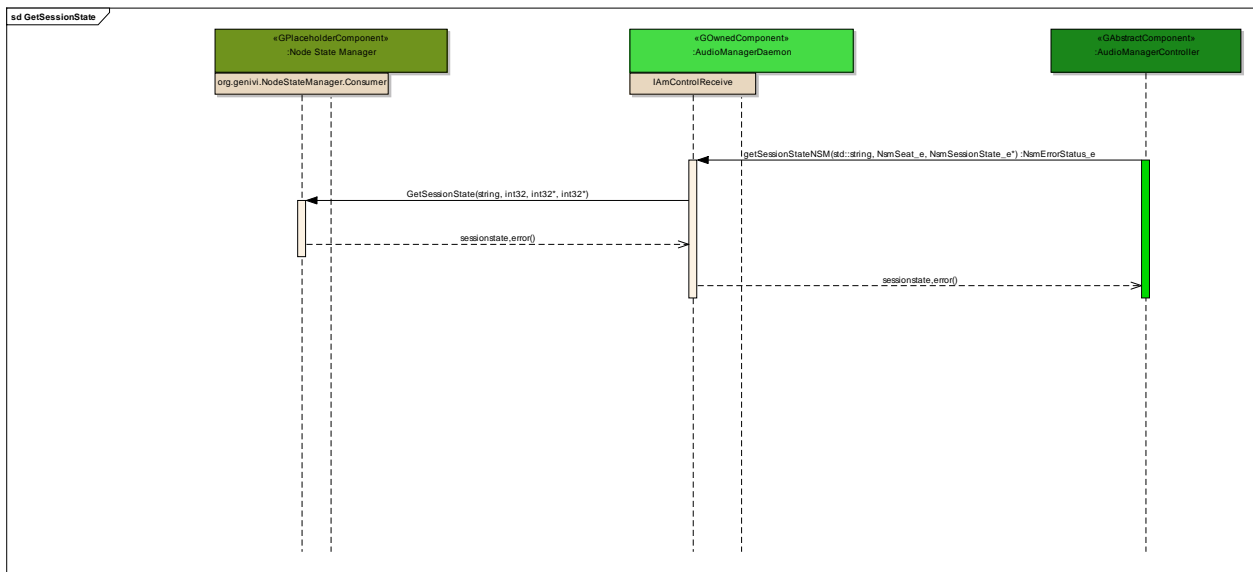 sd GetSessionState
«GPlaceholderComponent»
:Node State Manager
org.genivi.NodeStateManager.Consumer
«GOwnedComponent»
:AudioManagerDaemon
IAmControlReceive
«GAbstractComponent»
:AudioManagerController
getSessionStateNSM(std::string, NsmSeat_e, NsmSessionState_e*) :NsmErrorStatus_e
GetSessionState(string, int32, int32*, int32*)
sessionstate,error()
sessionstate,error()